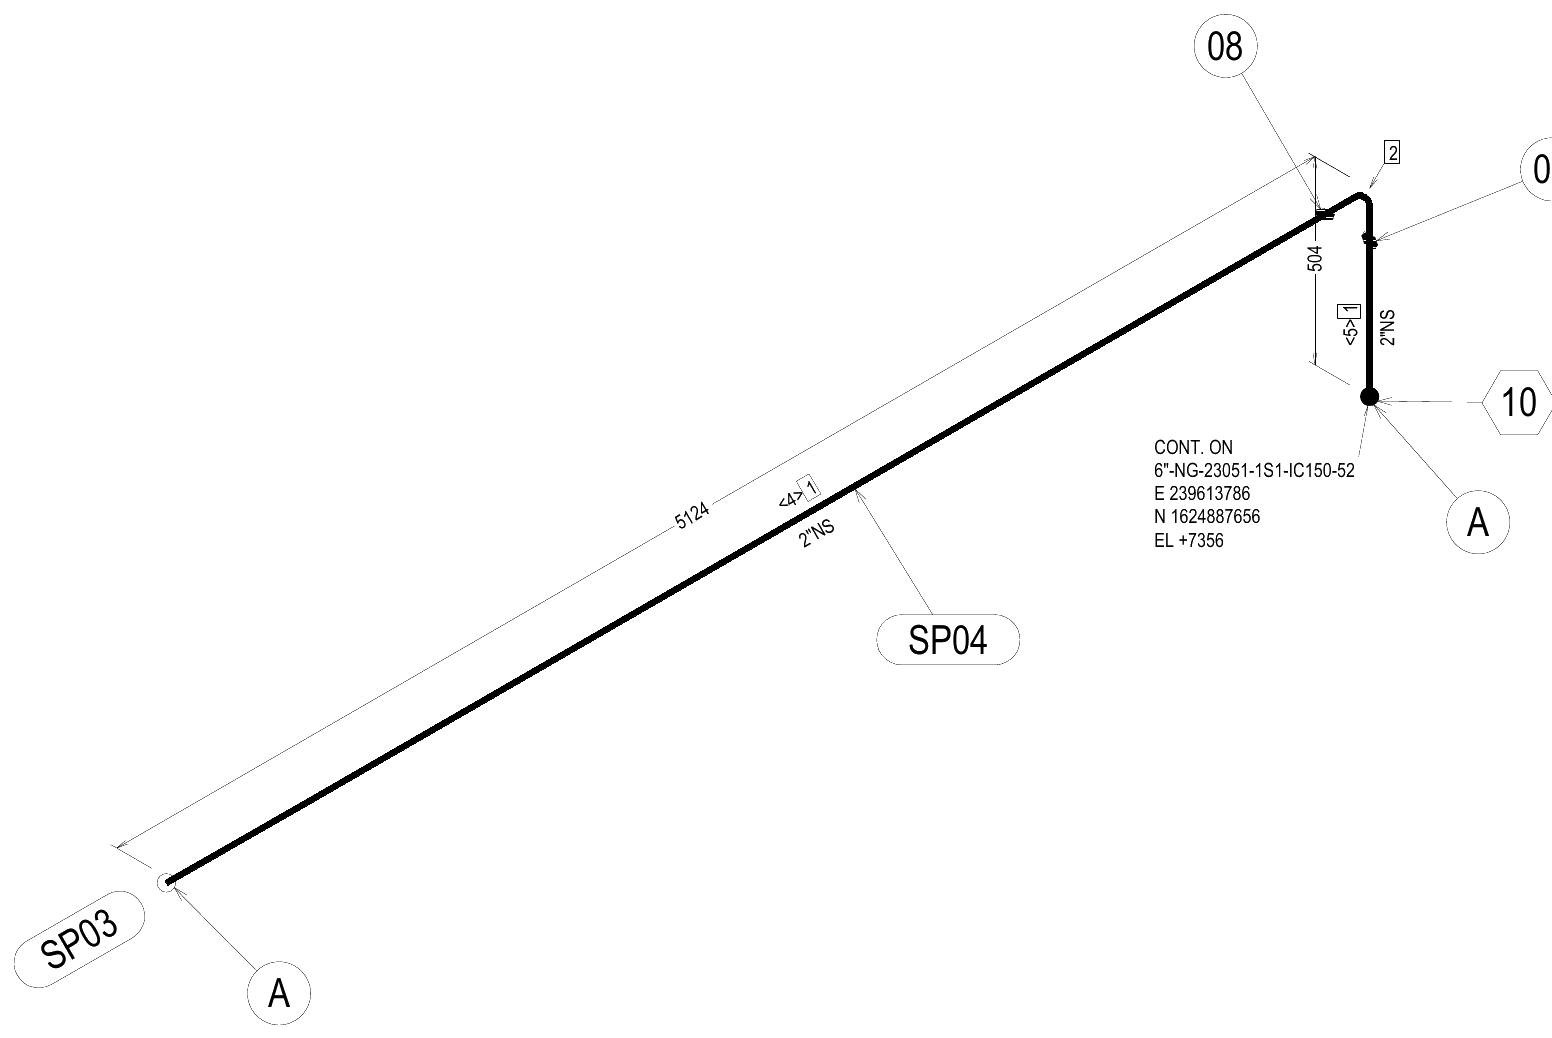 08
2
0
504
<5> 1
2"NS
10
CONT. ON
6"-NG-23051-1S1-IC150-52
E 239613786
N 1624887656
EL +7356
A
5124
<4> 1
2"NS
SP04
SP03
A